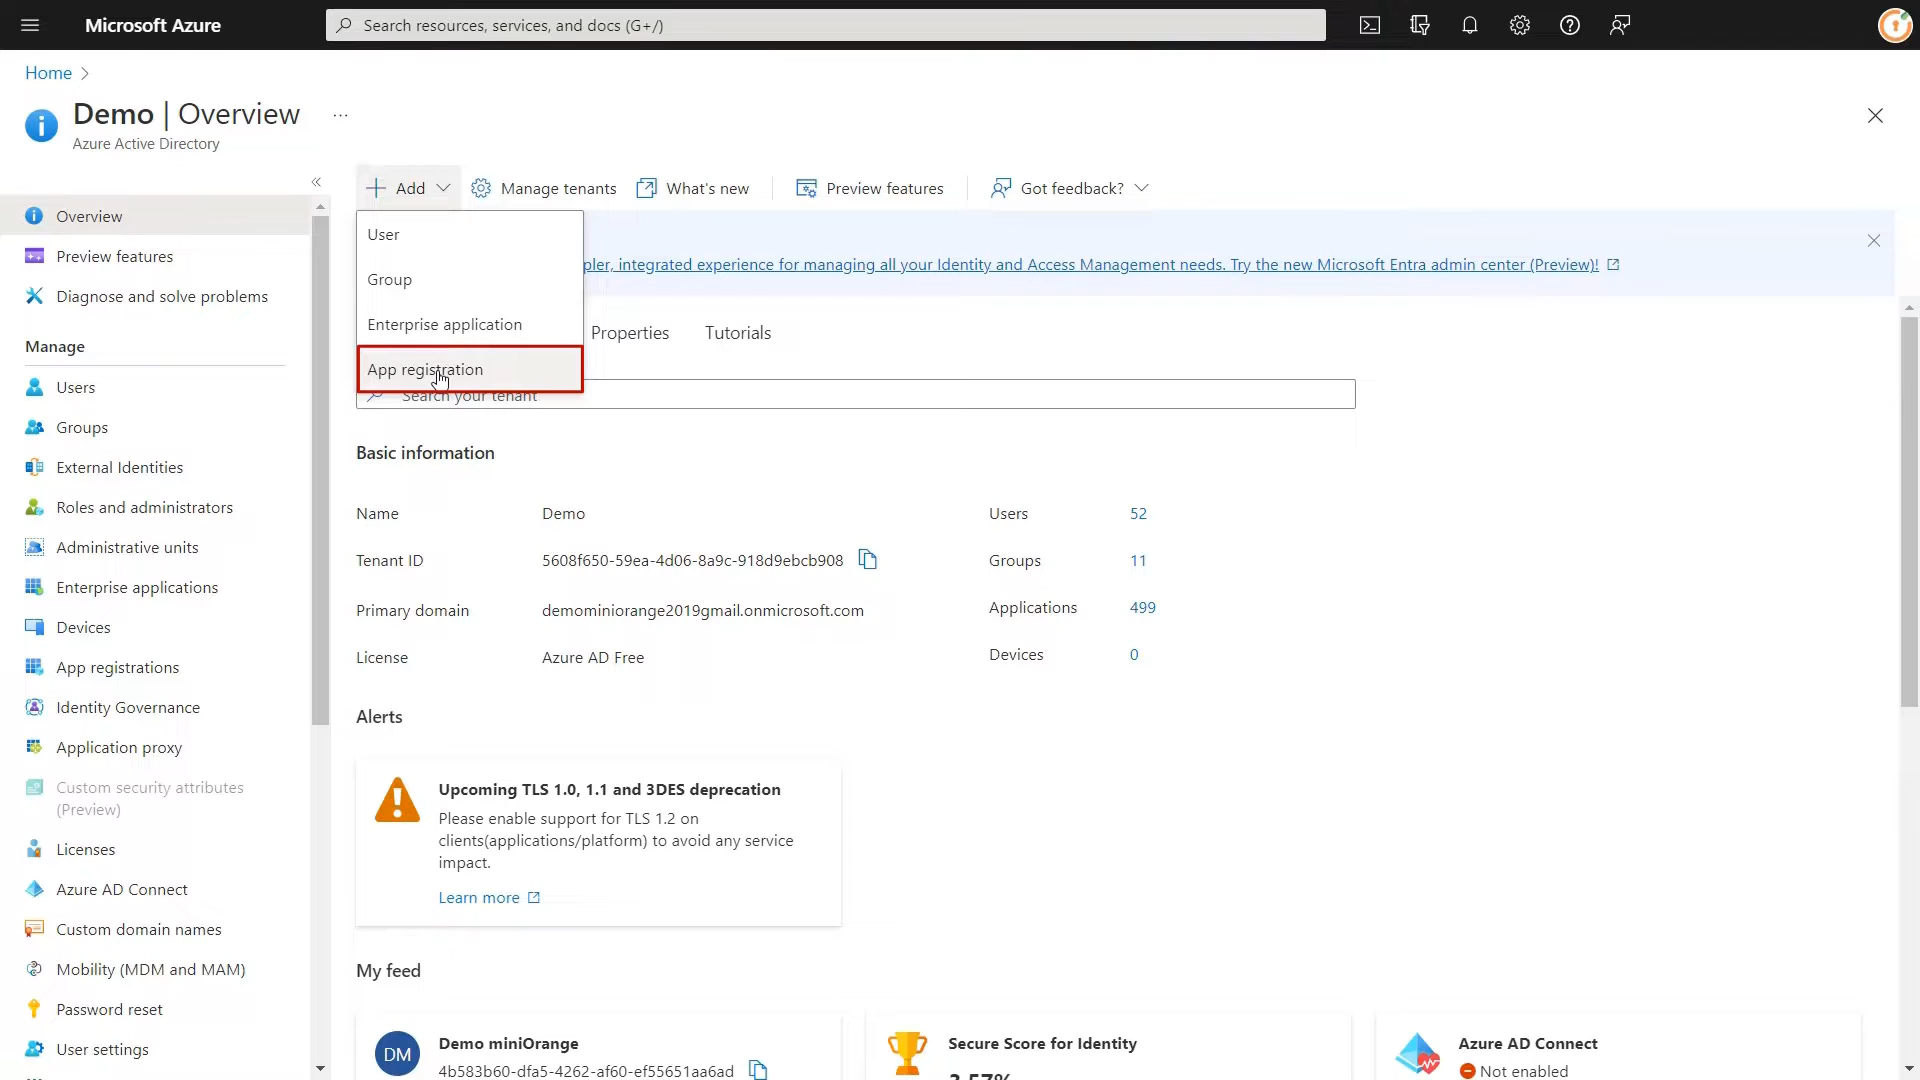 Microsoft Azure
Search resources, services, and docs (G+/)
Home
Demo | Overview
...
Azure Active Directory
Add
Manage tenants
What's new
Preview features
Got feedback?
Overview
Preview features
Diagnose and solve problems
Manage
Users
Groups
External Identities
Roles and administrators
Administrative units
Enterprise applications
Devices
App registrations
Identity Governance
Application proxy
Custom security attributes
(Preview)
Licenses
Azure AD Connect
Custom domain names
Mobility (MDM and MAM)
Password reset
User settings
User
Group
Enterprise application
App registration
pler, integrated experience for managing all your Identity and Access Management needs. Try the new Microsoft Entra admin center (Preview)!
Properties
Tutorials
Search your tenant
Basic information
Name
Demo
Users
52
Tenant ID
5608f650-59ea-4d06-8a9c-918d9ebcb908
Groups
11
Primary domain
demominiorange2019gmail.onmicrosoft.com
Applications
499
License
Azure AD Free
Devices
0
Alerts
Upcoming TLS 1.0, 1.1 and 3DES deprecation
Please enable support for TLS 1.2 on
clients(applications/platform) to avoid any service
impact.
Learn more
My feed
DM
Demo miniOrange
4b583b60-dfa5-4262-af60-ef55651aa6ad
Secure Score for Identity
3.57%
Azure AD Connect
Not enabled